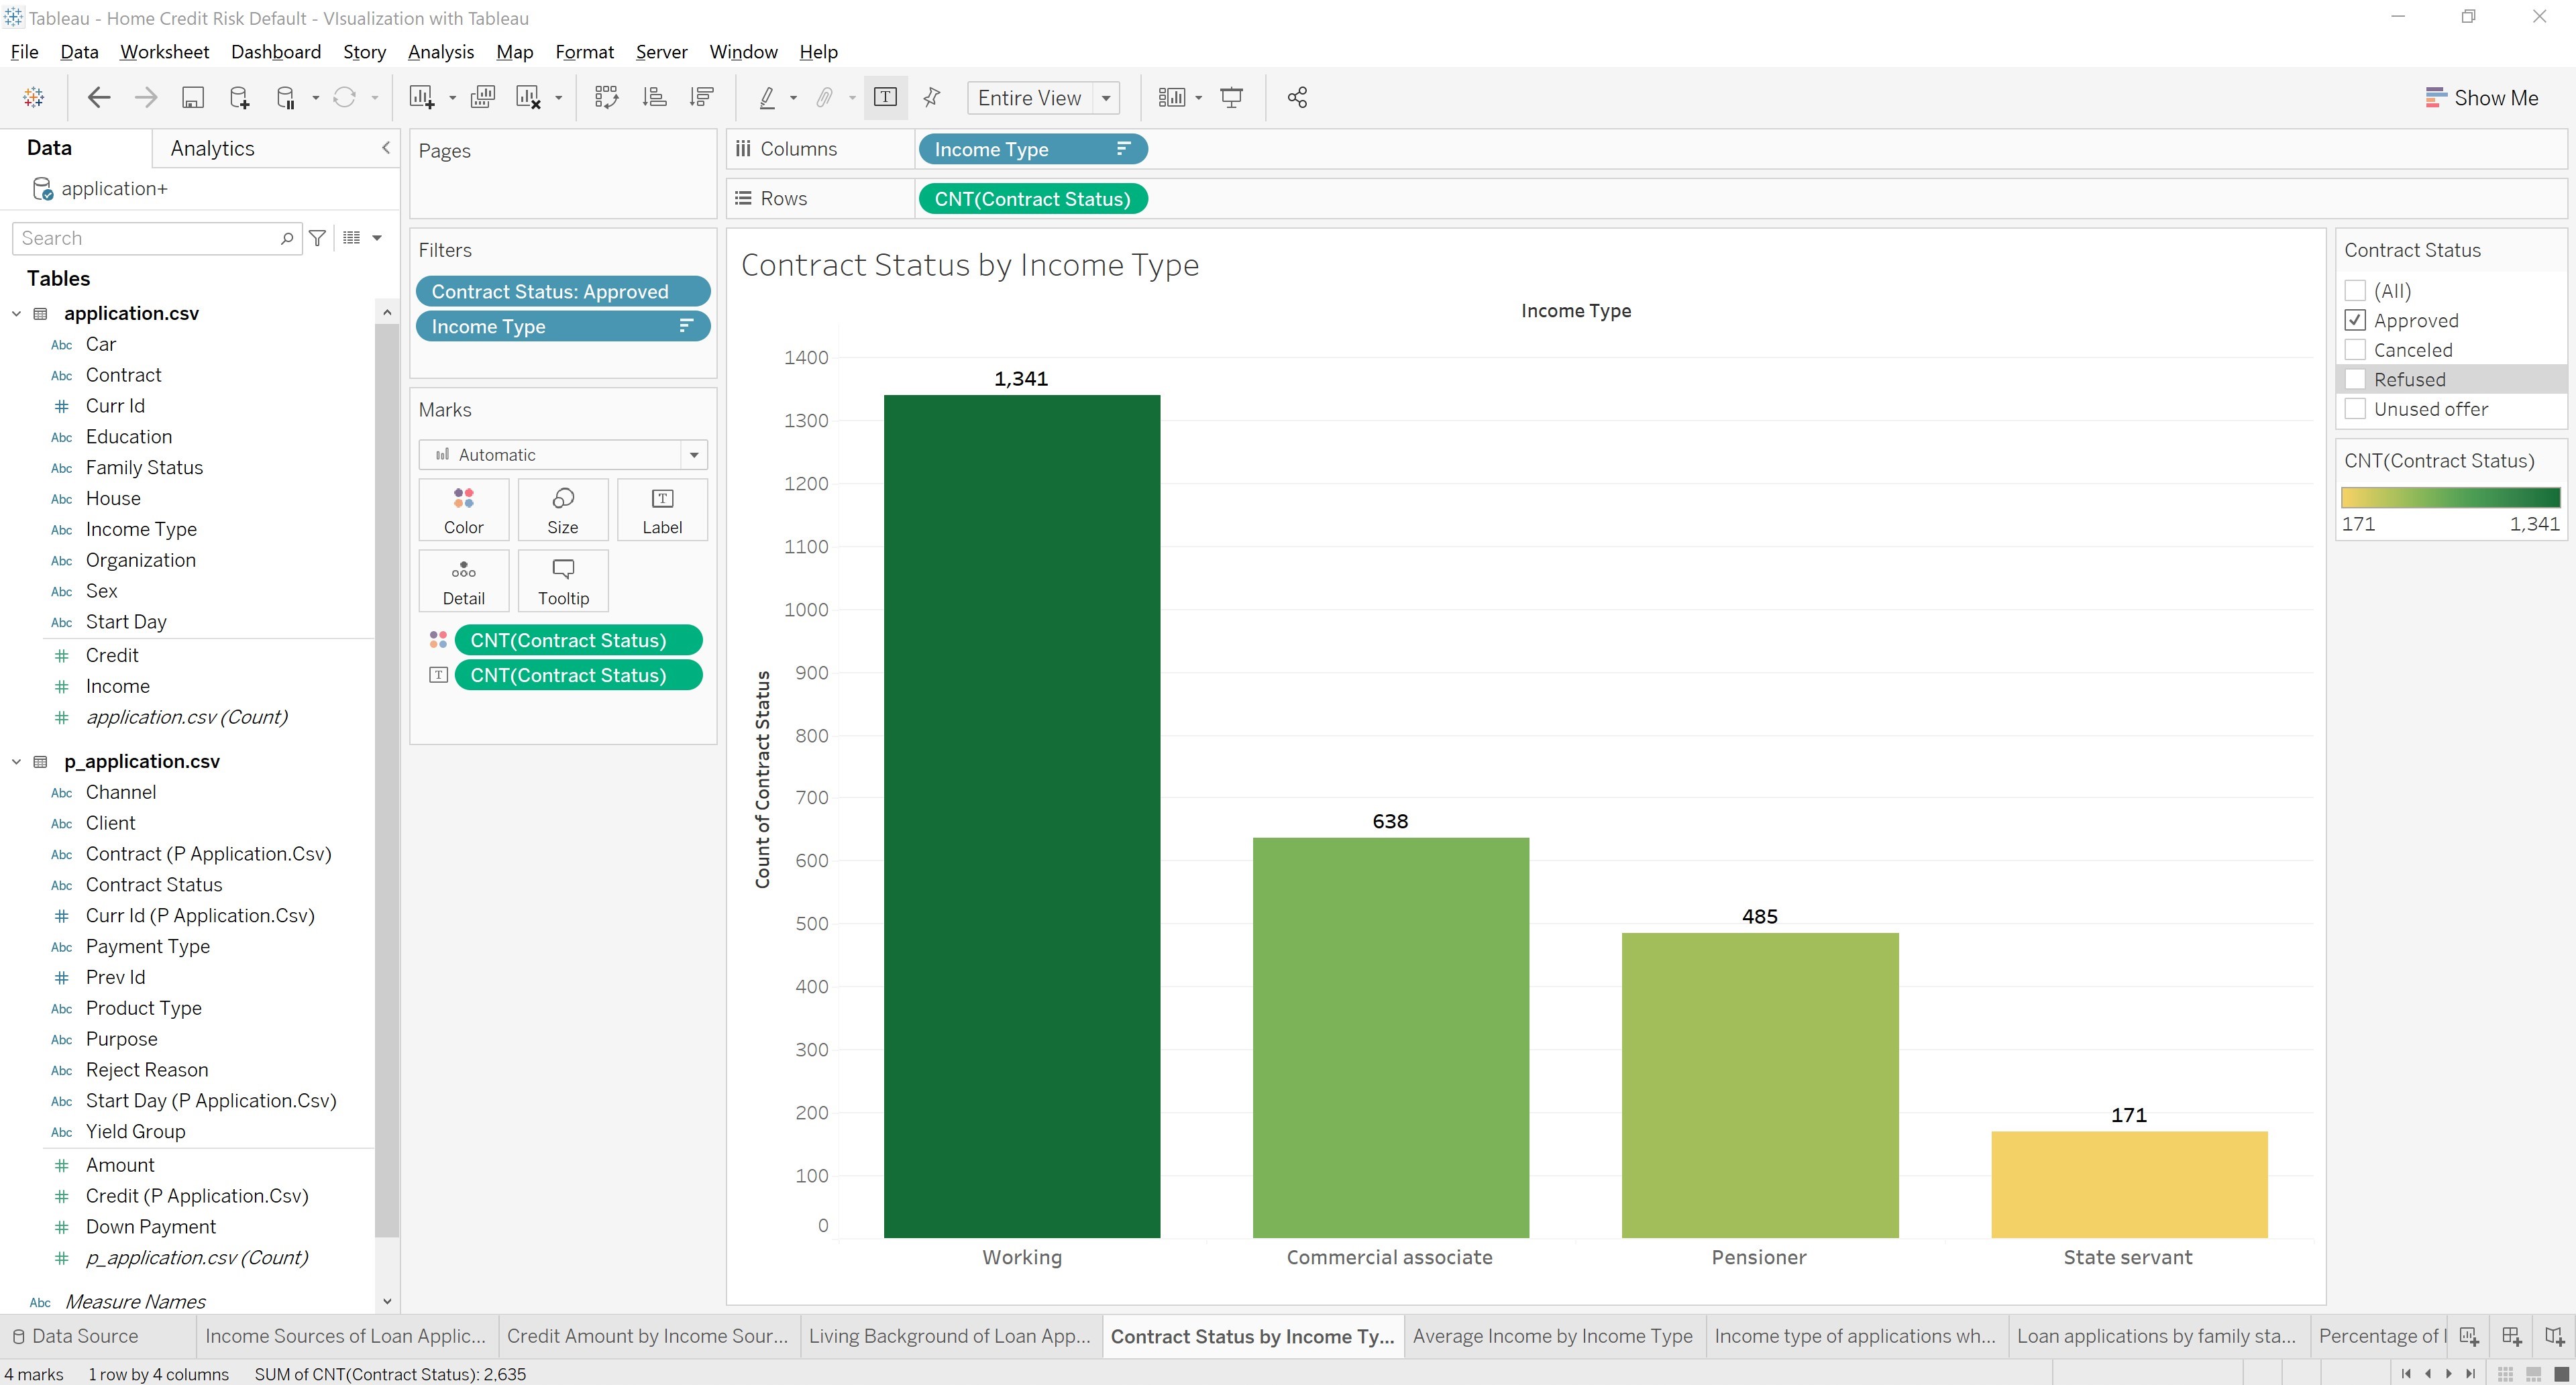 Tableau - Home Credit Risk Default - VIsualization with Tableau
File Data Worksheet Dashboard Story Analysis Map Format Server Window Help
Entire View
Show Me
Data Analytics
application+
Search
Tables
application.csv
Abc Car
Abc Contract
Curr Id
Abc Education
Abc Family Status
Abc House
Abc Income Type
Abc Organization
Abc Sex
Abc Start Day
Credit
Income
application.csv (Count)
p_application.csv
Abc Channel
Abc Client
Abc Contract (P Application.Csv)
Abc Contract Status
Curr Id (P Application.Csv)
Abc Payment Type
Prev Id
Abc Product Type
Abc Purpose
Abc Reject Reason
Abc Start Day (P Application.Csv)
Abc Yield Group
Amount
Credit (P Application.Csv)
Down Payment
p_application.csv (Count)
Abc Measure Names
Pages
Filters
Contract Status: Approved
Income Type
Marks
Automatic
Color Size Label
Detail Tooltip
CNT(Contract Status)
CNT(Contract Status)
Columns Income Type
Rows CNT(Contract Status)
Contract Status by Income Type
Income Type
Count of Contract Status
1400
1300
1200
1100
1000
900
800
700
600
500
400
300
200
100
0
1,341
638
485
171
Working Commercial associate Pensioner State servant
Contract Status
(All)
Approved
Canceled
Refused
Unused offer
CNT(Contract Status)
171 1,341
Data Source Income Sources of Loan Applic... Credit Amount by Income Sour... Living Background of Loan App... Contract Status by Income Ty... Average Income by Income Type Income type of applications wh... Loan applications by family sta... Percentage of
4 marks 1 row by 4 columns SUM of CNT(Contract Status): 2,635